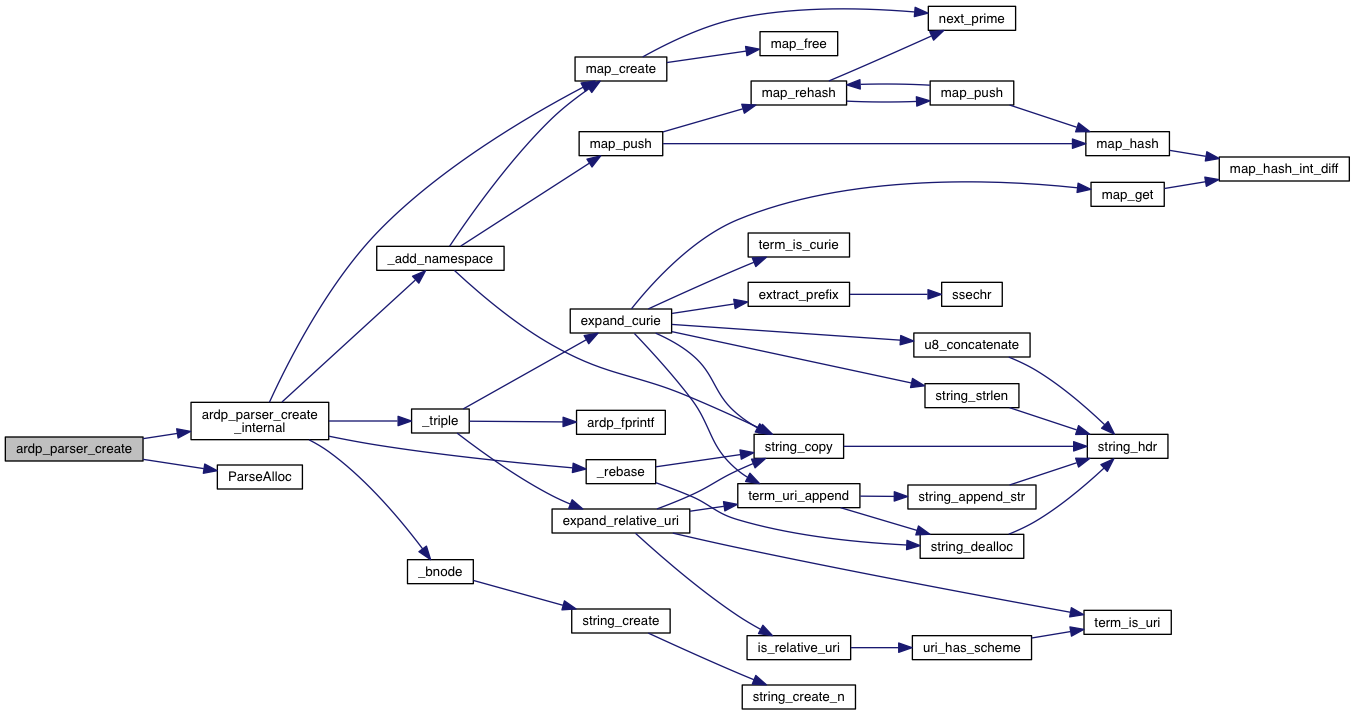 next_prime
map_free
map_create
map_rehash
map_push
map_push
map_hash
map_hash_int_diff
map_get
term_is_curie
_add_namespace
extract_prefix
ssechr
expand_curie
u8_concatenate
string_strlen
ardp_parser_create
_internal
_triple
ardp_fprintf
ardp_parser_create
string_copy
string_hdr
ParseAlloc
_rebase
term_uri_append
string_append_str
expand_relative_uri
string_dealloc
_bnode
string_create
term_is_uri
is_relative_uri
uri_has_scheme
string_create_n